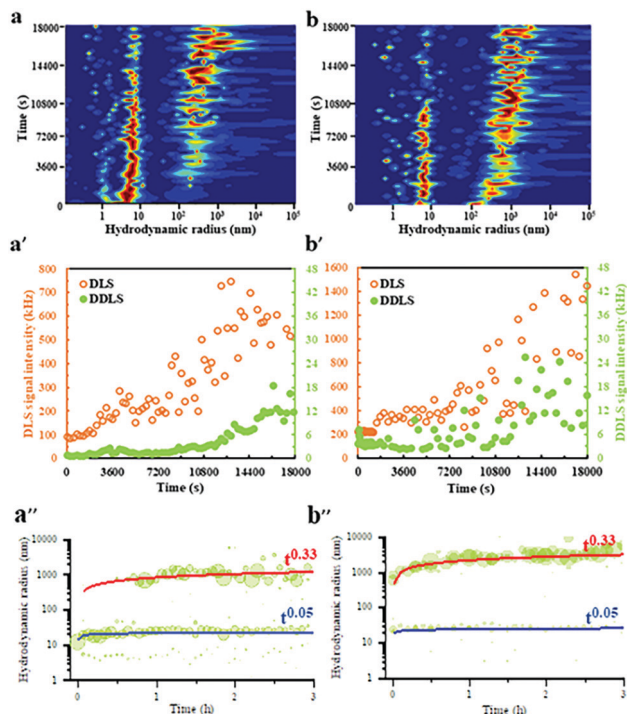 a
b
Time (s)
18000
14400
10800
7200
3600
0
1 10 10² 10³ 10⁴ 10⁵
Hydrodynamic radius (nm)
Time (s)
18000
14400
10800
7200
3600
0
1 10 10² 10³ 10⁴ 10⁵
Hydrodynamic radius (nm)
a′
DLS signal intensity (kHz)
800
700
600
500
400
300
200
100
0
DLS
DDLS
48
42
36
30
24
18
12
6
0
0 3600 7200 10800 14400 18000
Time (s)
b′
1600
1400
1200
1000
800
600
400
200
0
DLS
DDLS
48
42
36
30
24
18
12
6
0
DDLS signal intensity (kHz)
0 3600 7200 10800 14400 18000
Time (s)
a″
Hydrodynamic radius (nm)
10000
1000
100
10
1
t0.33
t0.05
0 1 2 3
Time (h)
b″
Hydrodynamic radius (nm)
10000
1000
100
10
1
t0.33
t0.05
0 1 2 3
Time (h)